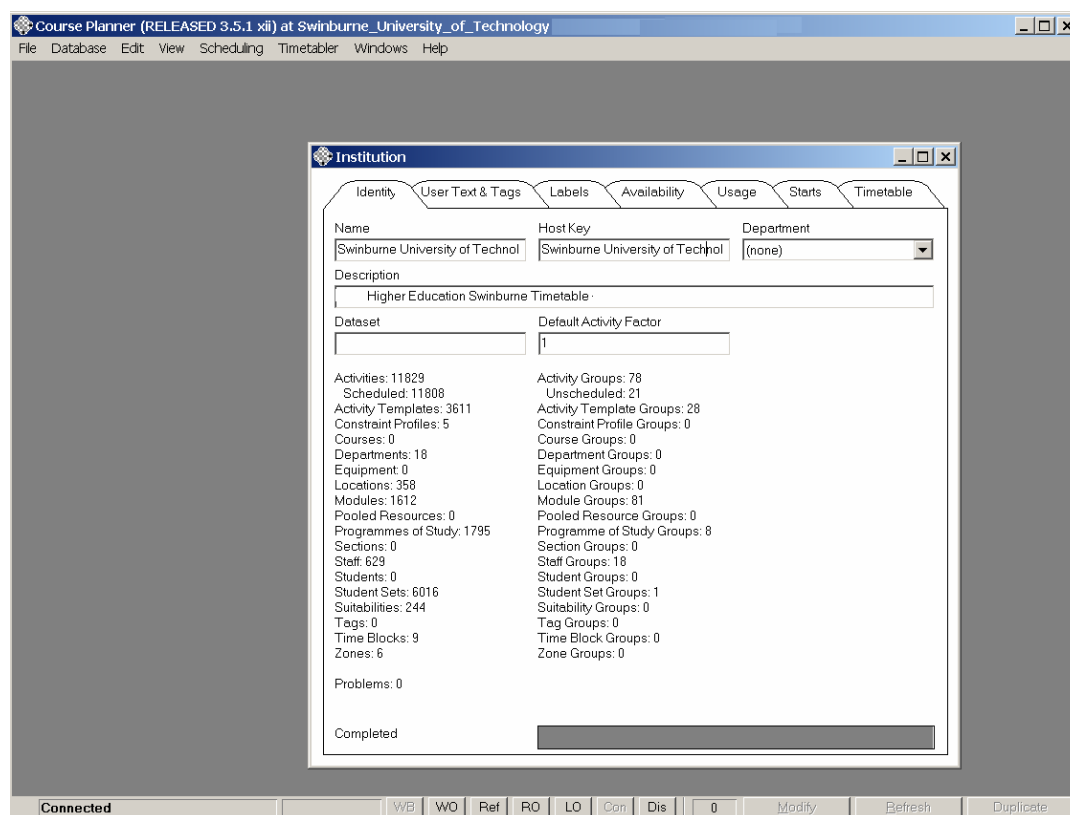 Course Planner (RELEASED 3.5.1 xii) at Swinburne_University_of_Technology
File Database Edit View Scheduling Timetabler Windows Help
Institution
Identity User Text & Tags Labels Availability Usage Starts Timetable
Name Host Key Department
Swinburne University of Technol Swinburne University of Technol (none)
Description
Higher Education Swinburne Timetable
Dataset Default Activity Factor
1
Activities: 11829 Activity Groups: 78
Scheduled: 11808 Unscheduled: 21
Activity Templates: 3611 Activity Template Groups: 28
Constraint Profiles: 5 Constraint Profile Groups: 0
Courses: 0 Course Groups: 0
Departments: 18 Department Groups: 0
Equipment: 0 Equipment Groups: 0
Locations: 358 Location Groups: 0
Modules: 1612 Module Groups: 81
Pooled Resources: 0 Pooled Resource Groups: 0
Programmes of Study: 1795 Programme of Study Groups: 8
Sections: 0 Section Groups: 0
Staff: 629 Staff Groups: 18
Students: 0 Student Groups: 0
Student Sets: 6016 Student Set Groups: 1
Suitabilities: 244 Suitability Groups: 0
Tags: 0 Tag Groups: 0
Time Blocks: 9 Time Block Groups: 0
Zones: 6 Zone Groups: 0
Problems: 0
Completed
Connected WB WO Ref RO LO Con Dis 0 Modify Refresh Duplicate